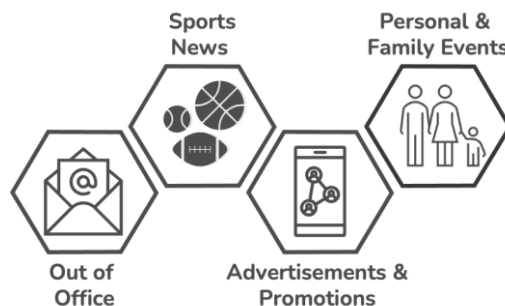 Sports
News
Personal &
Family Events
@
Out of
Office
Advertisements &
Promotions